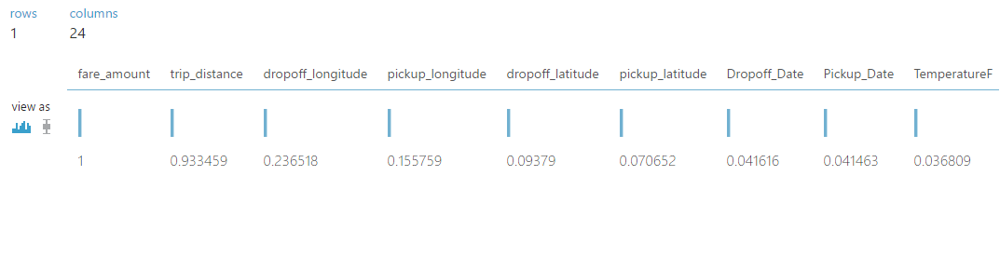 rows columns
1 24
fare_amount trip_distance dropoff_longitude pickup_longitude dropoff_latitude pickup_latitude Dropoff_Date Pickup_Date TemperatureF
view as
1 0.933459 0.236518 0.155759 0.09379 0.070652 0.041616 0.041463 0.036809